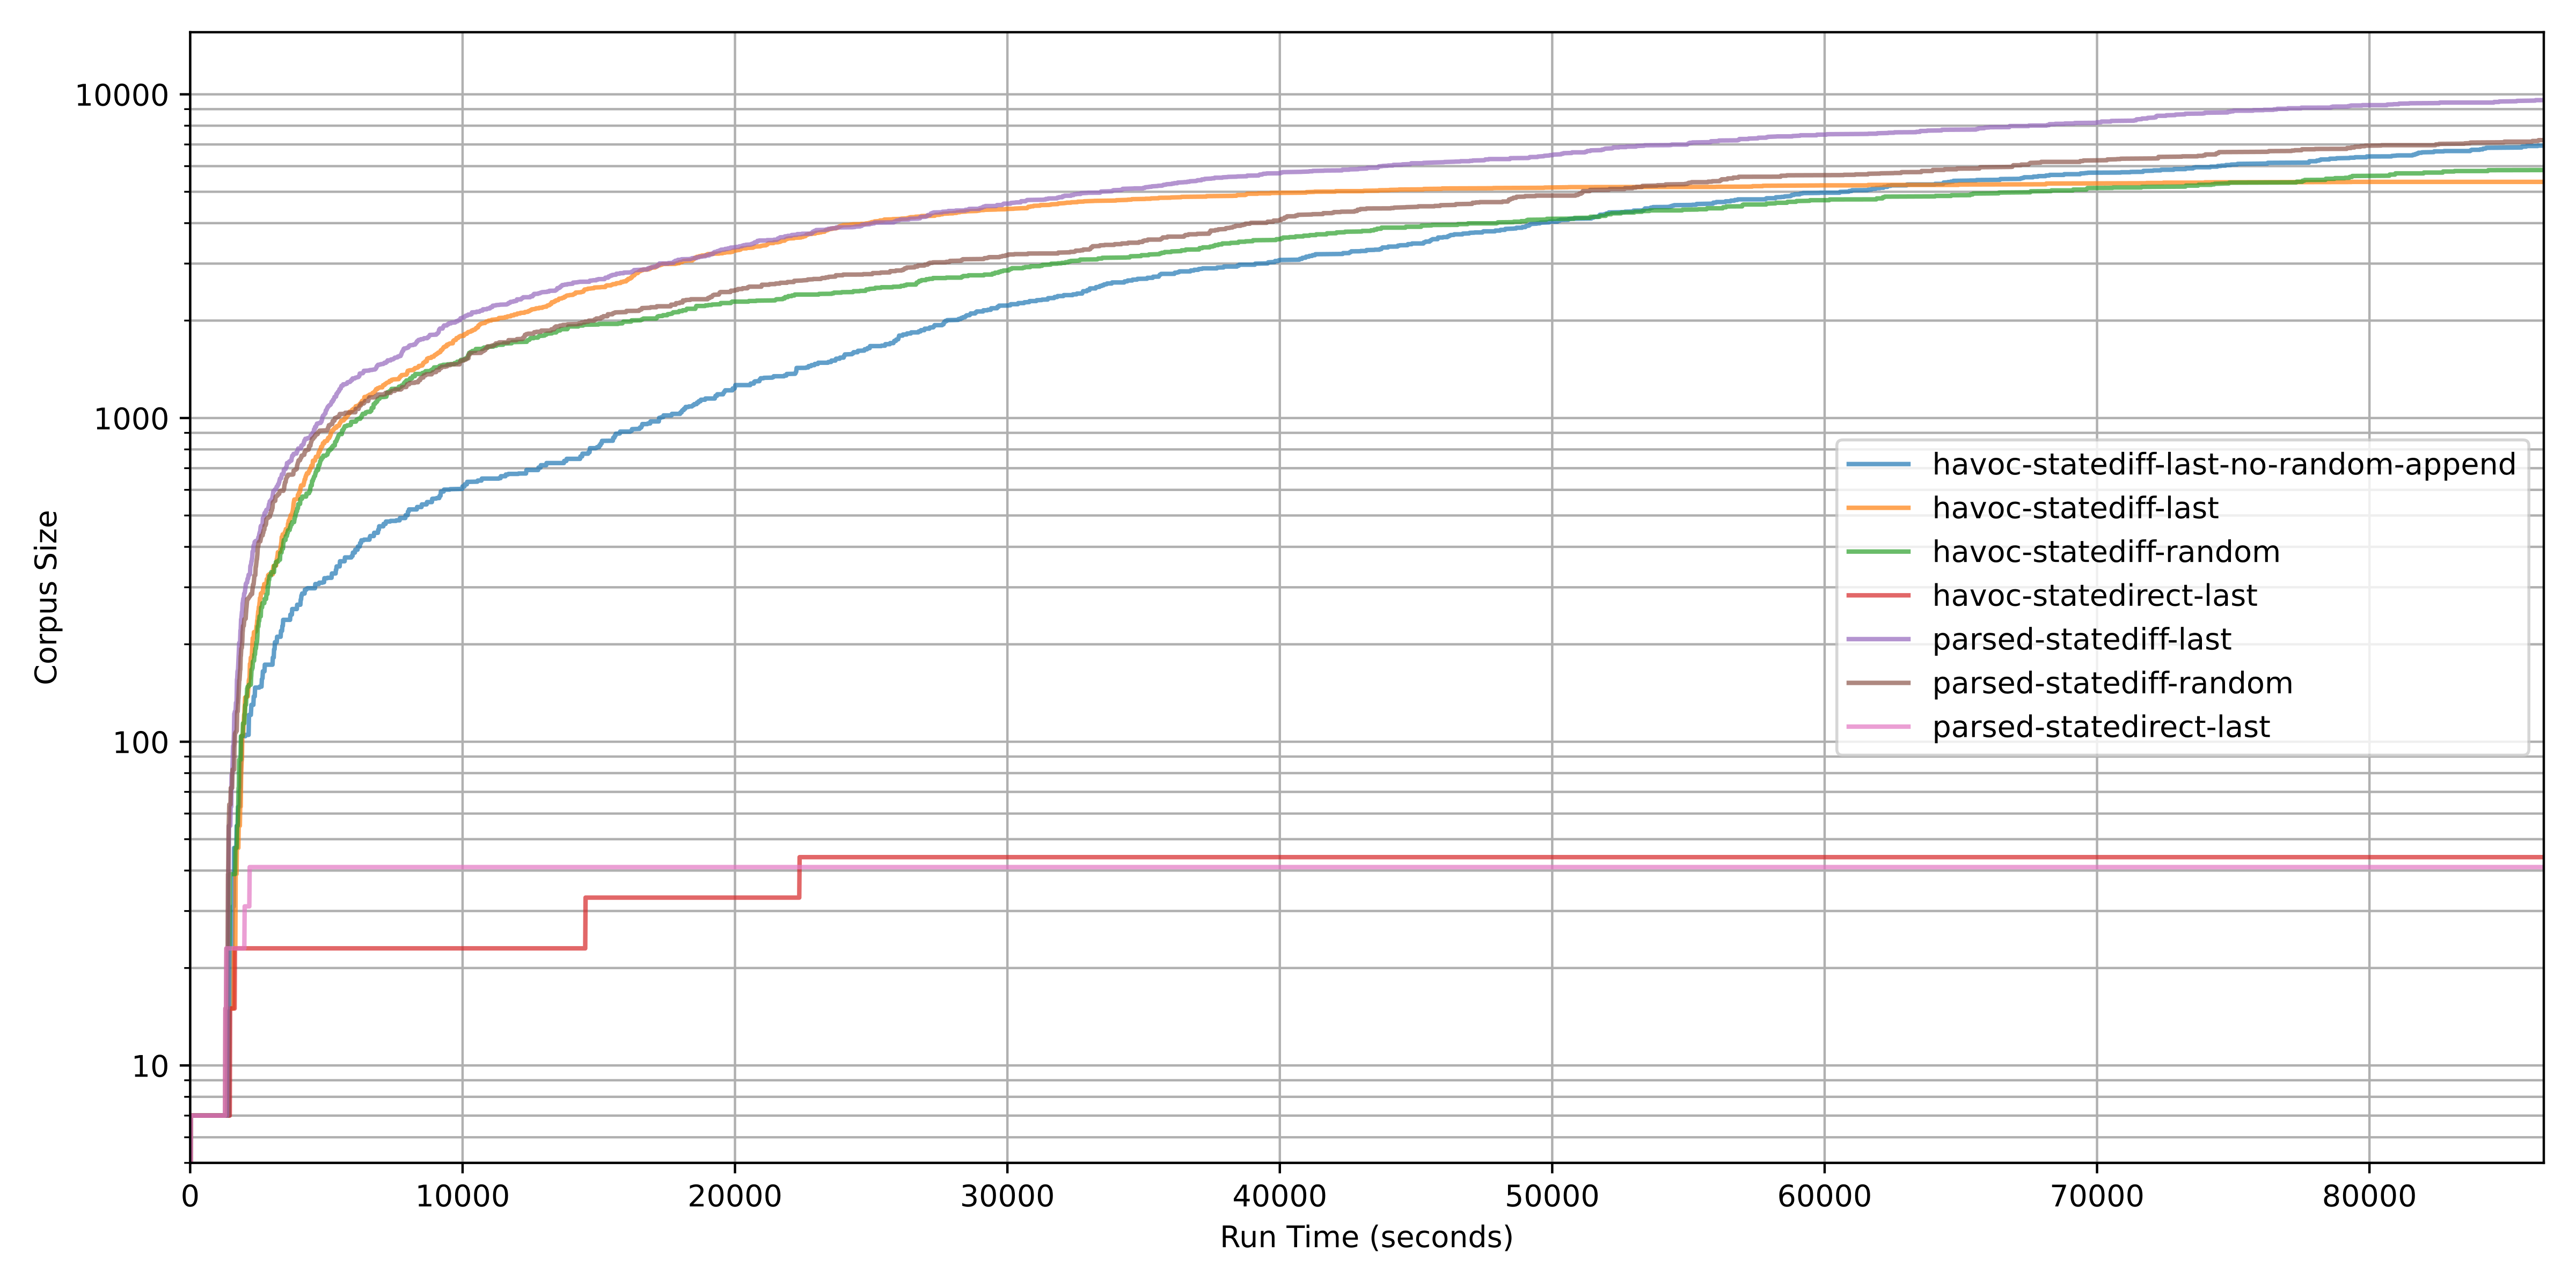 10000
1000
100
10
Corpus Size
0 10000 20000 30000 40000 50000 60000 70000 80000
Run Time (seconds)
havoc-statediff-last-no-random-append
havoc-statediff-last
havoc-statediff-random
havoc-statedirect-last
parsed-statediff-last
parsed-statediff-random
parsed-statedirect-last